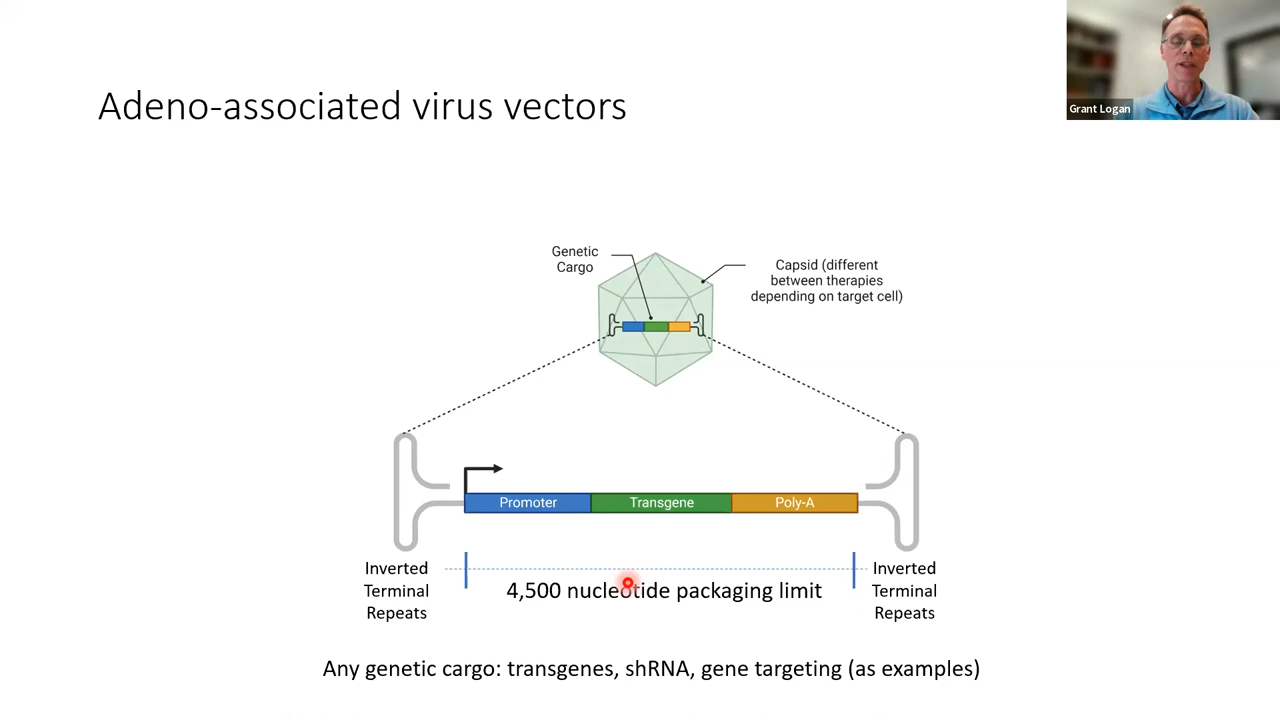 Grant Logan
Adeno-associated virus vectors
Genetic
Cargo
Capsid (different
between therapies
depending on target cell)
Promoter
Transgene
Poly-A
Inverted
Terminal
Repeats
4,500 nucleotide packaging limit
Inverted
Terminal
Repeats
Any genetic cargo: transgenes, shRNA, gene targeting (as examples)